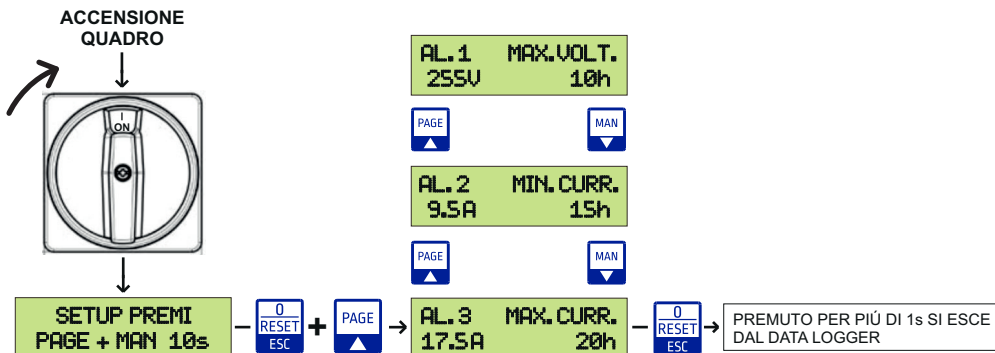 ACCENSIONE
QUADRO
I
ON
SETUP PREMI
PAGE + MAN 10s
0
RESET
ESC
+
PAGE
AL.1 MAX.VOLT.
255V 10h
PAGE
MAN
AL.2 MIN.CURR.
9.5A 15h
PAGE
MAN
AL.3 MAX.CURR.
17.5A 20h
0
RESET
ESC
PREMUTO PER PIÚ DI 1s SI ESCE
DAL DATA LOGGER